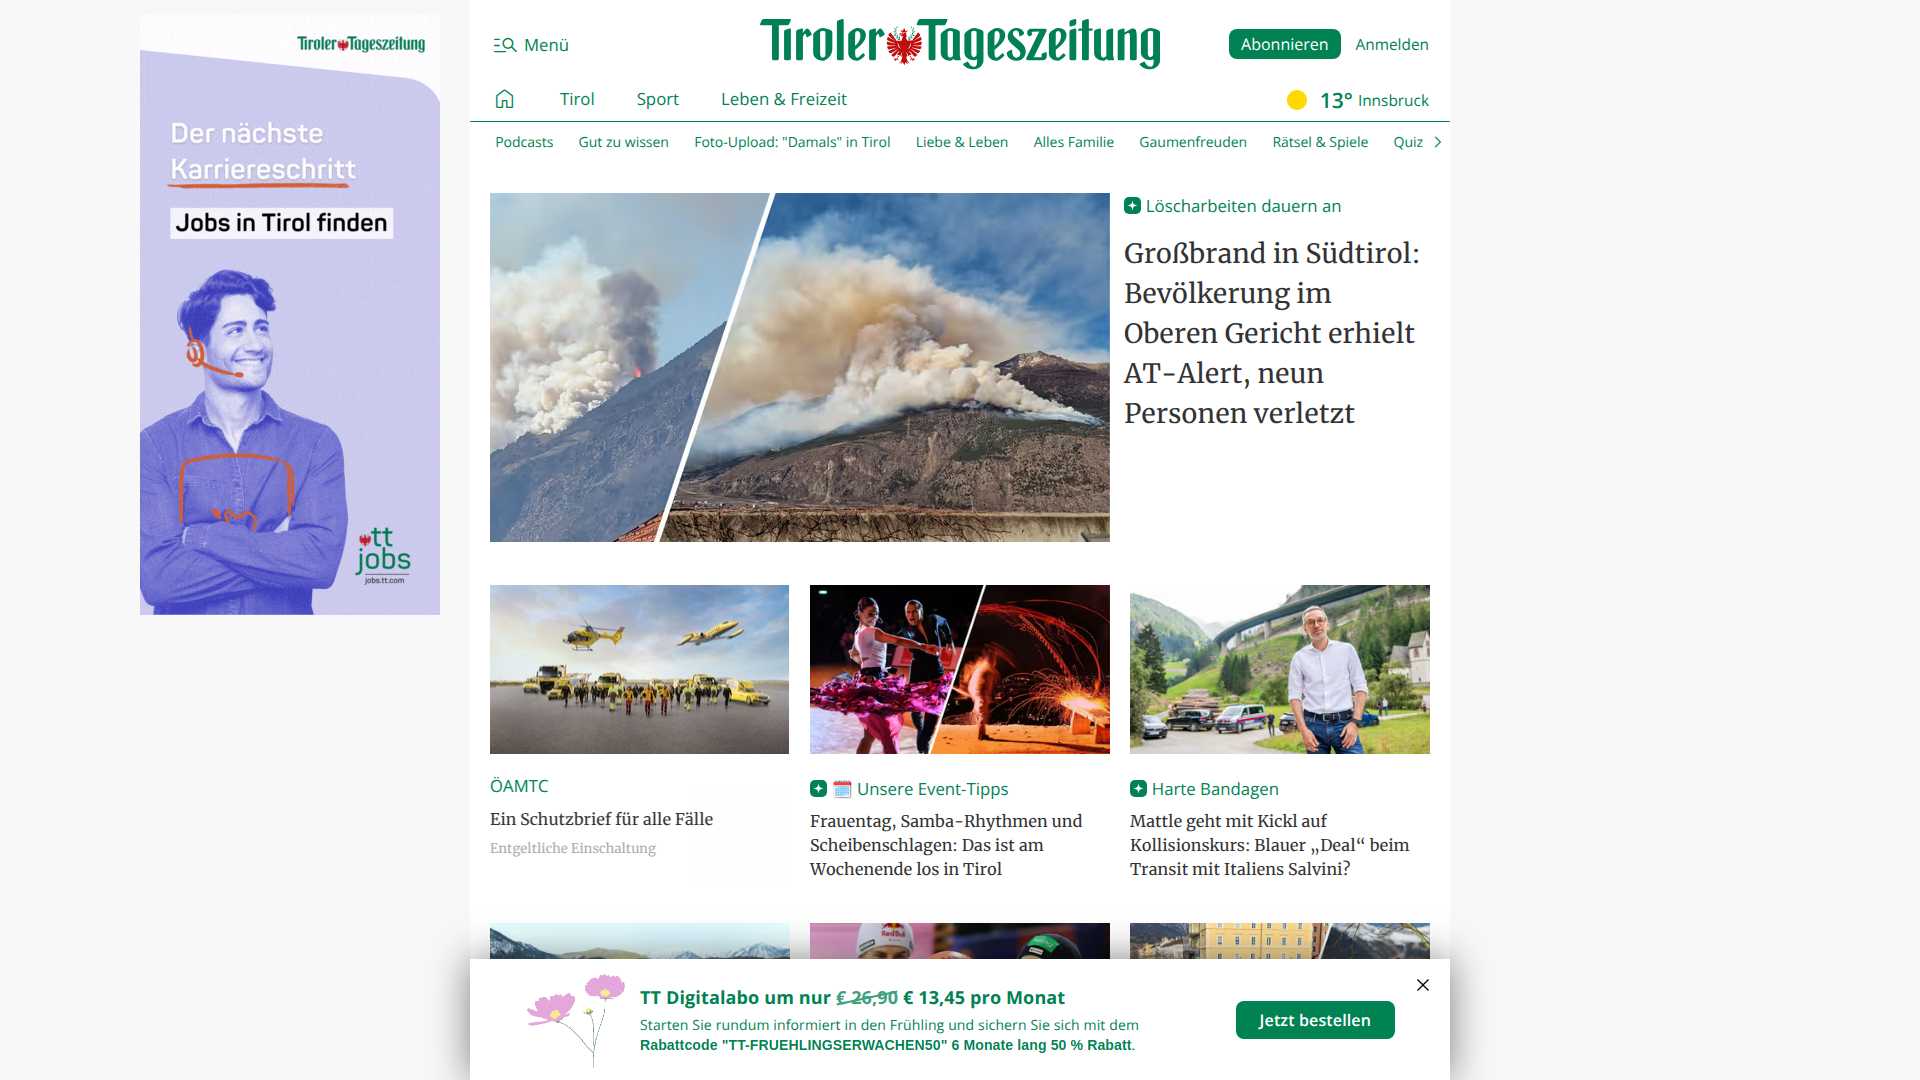 Tiroler Tageszeitung
Der nächste
Karriereschritt
Jobs in Tirol finden
tt
jobs
jobs.tt.com
Menü
Tiroler Tageszeitung
Abonnieren
Anmelden
Tirol
Sport
Leben & Freizeit
13° Innsbruck
Podcasts
Gut zu wissen
Foto-Upload: "Damals" in Tirol
Liebe & Leben
Alles Familie
Gaumenfreuden
Rätsel & Spiele
Quiz
Löscharbeiten dauern an
Großbrand in Südtirol:
Bevölkerung im
Oberen Gericht erhielt
AT-Alert, neun
Personen verletzt
ÖAMTC
Ein Schutzbrief für alle Fälle
Entgeltliche Einschaltung
Unsere Event-Tipps
Frauentag, Samba-Rhythmen und
Scheibenschlagen: Das ist am
Wochenende los in Tirol
Harte Bandagen
Mattle geht mit Kickl auf
Kollisionskurs: Blauer „Deal“ beim
Transit mit Italiens Salvini?
Red Bull
TT Digitalabo um nur € 26,90 € 13,45 pro Monat
Starten Sie rundum informiert in den Frühling und sichern Sie sich mit dem
Rabattcode "TT-FRUEHLINGSERWACHEN50" 6 Monate lang 50 % Rabatt.
Jetzt bestellen